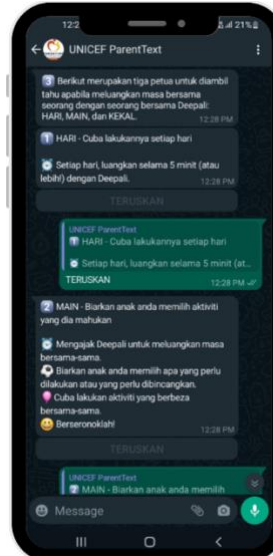 12:2
21%
UNICEF ParentText
3 Berikut merupakan tiga petua untuk diambil
tahu apabila meluangkan masa bersama
seorang dengan seorang bersama Deepali:
HARI, MAIN, dan KEKAL.
12:28 PM
1 HARI - Cuba lakukannya setiap hari
Setiap hari, luangkan selama 5 minit (atau
lebih!) dengan Deepali.
12:28 PM
TERUSKAN
UNICEF ParentText
1 HARI - Cuba lakukannya setiap hari
Setiap hari, luangkan selama 5 minit (at...
TERUSKAN
12:28 PM
2 MAIN - Biarkan anak anda memilih aktiviti
yang dia mahukan
Mengajak Deepali untuk meluangkan masa
bersama-sama.
Biarkan anak anda memilih apa yang perlu
dilakukan atau yang perlu dibincangkan.
Cuba lakukan aktiviti yang berbeza
bersama-sama.
Berseronoklah!
12:28 PM
TERUSKAN
UNICEF ParentText
2 MAIN - Biarkan anak anda memilih
Message